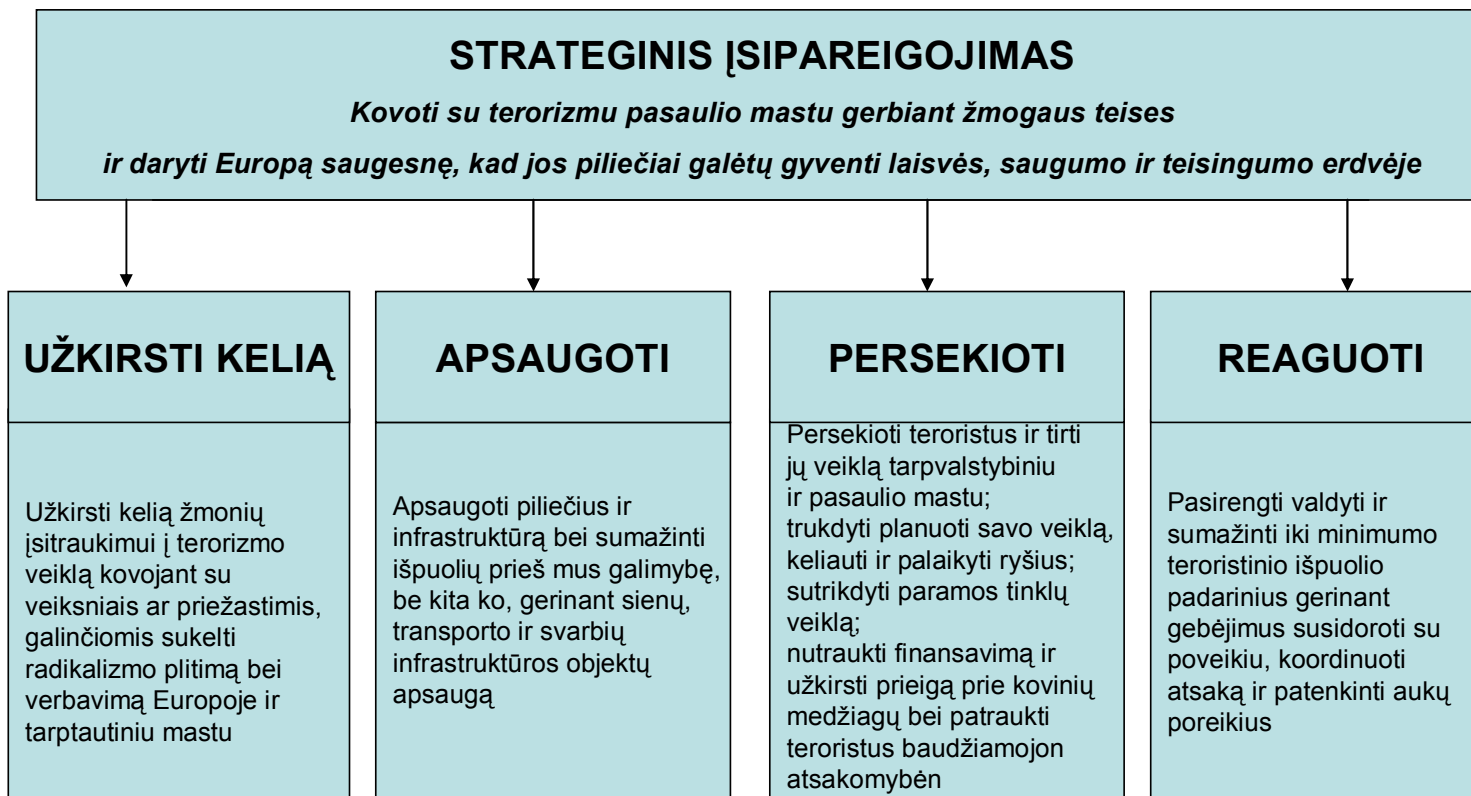 STRATEGINIS ĮSIPAREIGOJIMAS
Kovoti su terorizmu pasaulio mastu gerbiant žmogaus teises
ir daryti Europą saugesnę, kad jos piliečiai galėtų gyventi laisvės, saugumo ir teisingumo erdvėje
UŽKIRSTI KELIĄ
Užkirsti kelią žmonių
įsitraukimui į terorizmo
veiklą kovojant su
veiksniais ar priežastimis,
galinčiomis sukelti
radikalizmo plitimą bei
verbavimą Europoje ir
tarptautiniu mastu
APSAUGOTI
Apsaugoti piliečius ir
infrastruktūrą bei sumažinti
išpuolių prieš mus galimybę,
be kita ko, gerinant sienų,
transporto ir svarbių
infrastruktūros objektų
apsaugą
PERSEKIOTI
Persekioti teroristus ir tirti
jų veiklą tarpvalstybiniu
ir pasaulio mastu;
trukdyti planuoti savo veiklą,
keliauti ir palaikyti ryšius;
sutrikdyti paramos tinklų
veiklą;
nutraukti finansavimą ir
užkirsti prieigą prie kovinių
medžiagų bei patraukti
teroristus baudžiamojon
atsakomybėn
REAGUOTI
Pasirengti valdyti ir
sumažinti iki minimumo
teroristinio išpuolio
padarinius gerinant
gebėjimus susidoroti su
poveikiu, koordinuoti
atsaką ir patenkinti aukų
poreikius